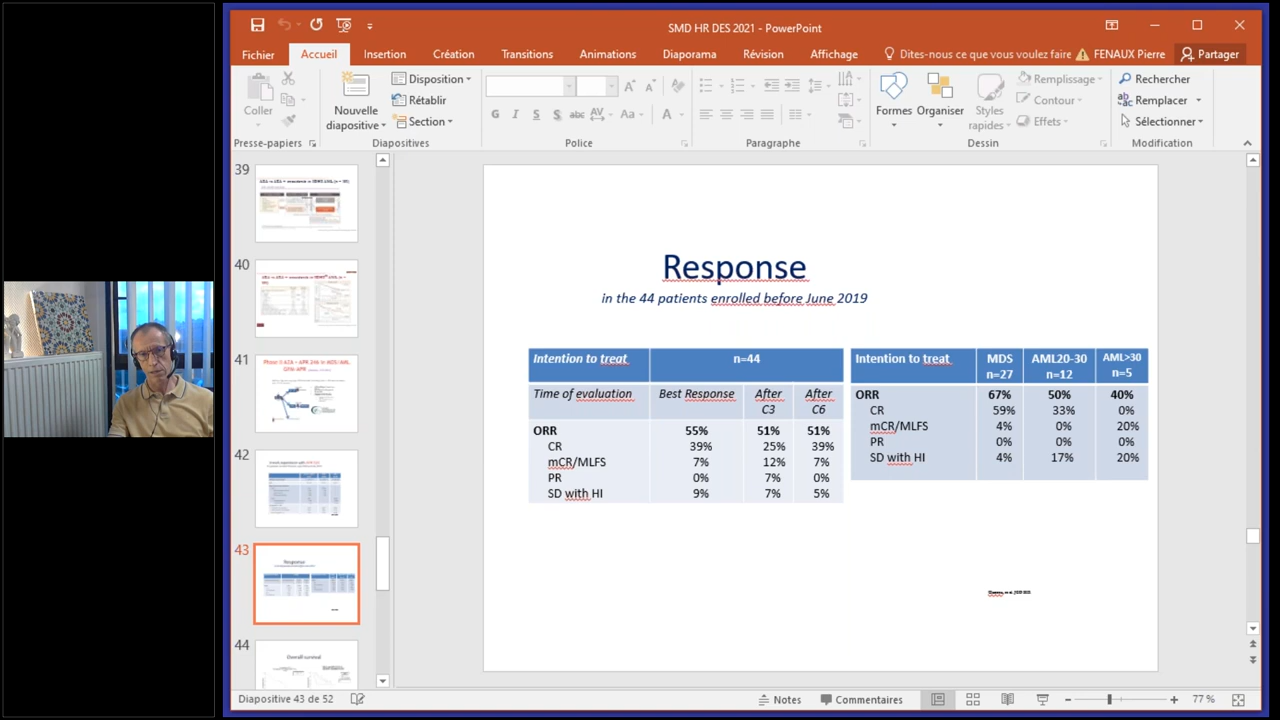 SMD HR DES 2021 - PowerPoint
Fichier Accueil Insertion Création Transitions Animations Diaporama Révision Affichage Dites-nous ce que vous voulez faire FENAUX Pierre Partager
Coller
Presse-papiers
Nouvelle diapositive
Disposition
Rétablir
Section
Diapositives
G I S S abc AV Aa A
Police
Paragraphe
Formes
Organiser
Styles rapides
Remplissage
Contour
Effets
Dessin
Rechercher
Remplacer
Sélectionner
Modification
39
40
41
42
43
Response
44
Overall survival
Response
in the 44 patients enrolled before June 2019
Intention to treat n=44
Time of evaluation Best Response After C3 After C6
ORR 55% 51% 51%
CR 39% 25% 39%
mCR/MLFS 7% 12% 7%
PR 0% 7% 0%
SD with HI 9% 7% 5%
Intention to treat MDS n=27 AML20-30 n=12 AML>30 n=5
ORR 67% 50% 40%
CR 59% 33% 0%
mCR/MLFS 4% 0% 20%
PR 0% 0% 0%
SD with HI 4% 17% 20%
Diapositive 43 de 52 Notes Commentaires 77 %